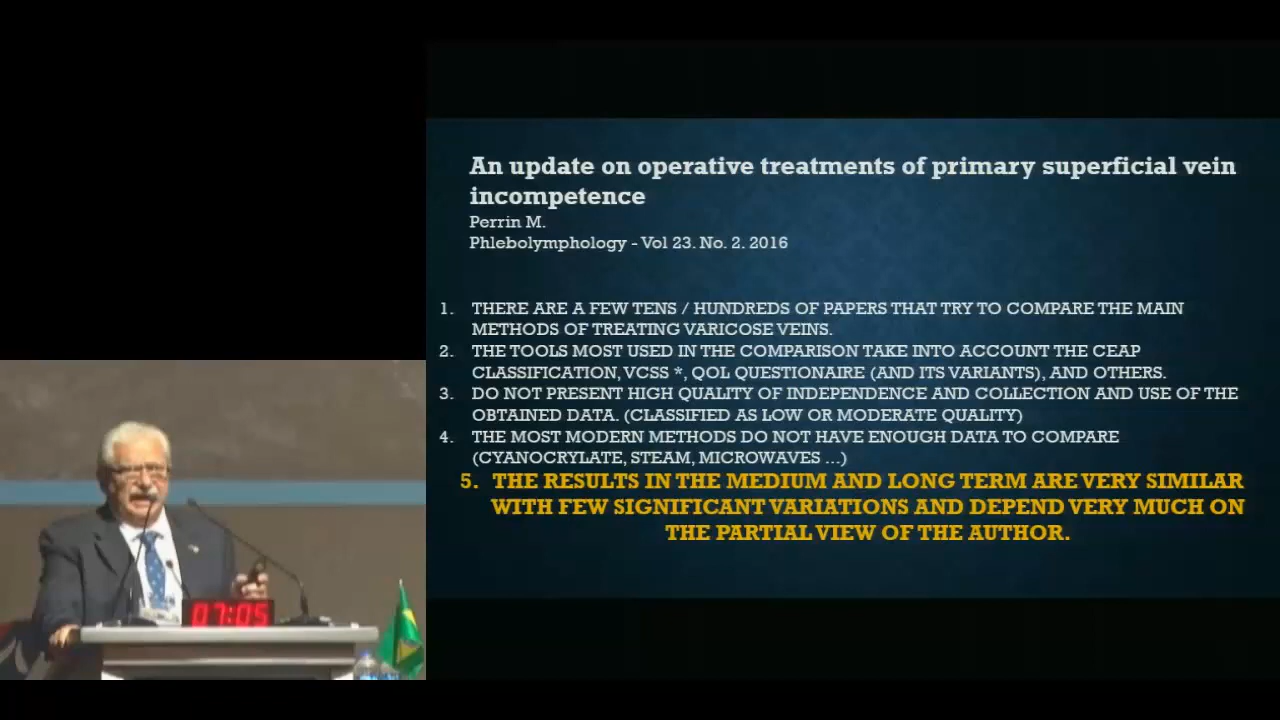 An update on operative treatments of primary superficial vein
incompetence
Perrin M.
Phlebolymphology - Vol 23. No. 2. 2016
1. THERE ARE A FEW TENS / HUNDREDS OF PAPERS THAT TRY TO COMPARE THE MAIN
METHODS OF TREATING VARICOSE VEINS.
2. THE TOOLS MOST USED IN THE COMPARISON TAKE INTO ACCOUNT THE CEAP
CLASSIFICATION, VCSS *, QOL QUESTIONAIRE (AND ITS VARIANTS), AND OTHERS.
3. DO NOT PRESENT HIGH QUALITY OF INDEPENDENCE AND COLLECTION AND USE OF THE
OBTAINED DATA. (CLASSIFIED AS LOW OR MODERATE QUALITY)
4. THE MOST MODERN METHODS DO NOT HAVE ENOUGH DATA TO COMPARE
(CYANOCRYLATE, STEAM, MICROWAVES ...)
5. THE RESULTS IN THE MEDIUM AND LONG TERM ARE VERY SIMILAR
WITH FEW SIGNIFICANT VARIATIONS AND DEPEND VERY MUCH ON
THE PARTIAL VIEW OF THE AUTHOR.
07:05